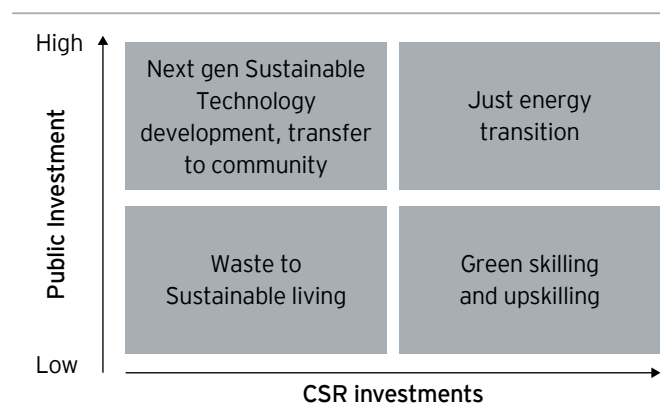 High
Next gen Sustainable
Technology
development, transfer
to community
Just energy
transition
Public Investment
Waste to
Sustainable living
Green skilling
and upskilling
Low
CSR investments